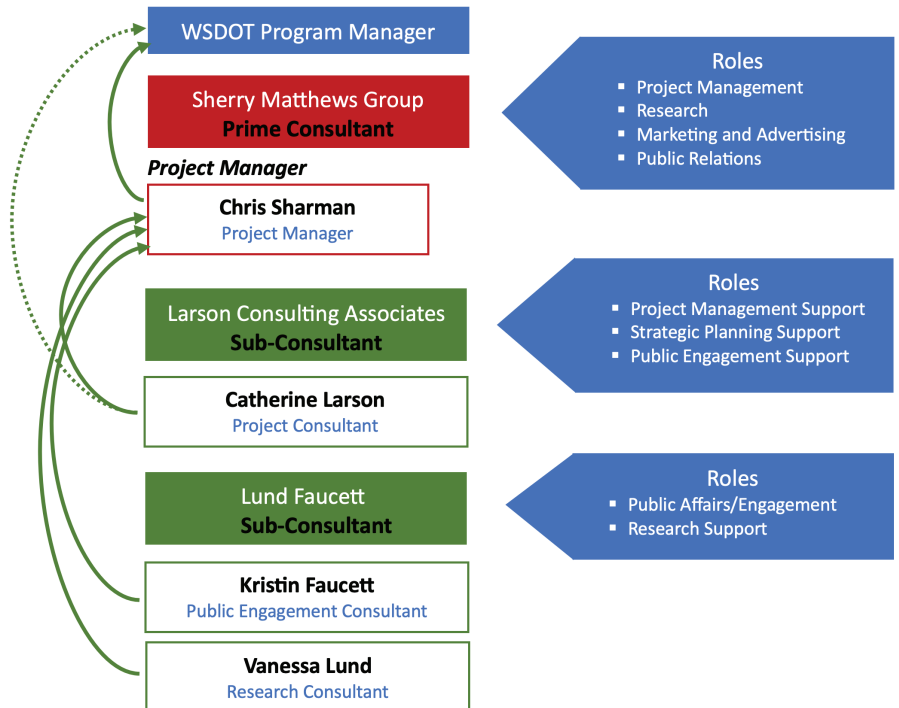 WSDOT Program Manager
Sherry Matthews Group
Prime Consultant
Roles
▪ Project Management
▪ Research
▪ Marketing and Advertising
▪ Public Relations
Project Manager
Chris Sharman
Project Manager
Larson Consulting Associates
Sub-Consultant
Roles
▪ Project Management Support
▪ Strategic Planning Support
▪ Public Engagement Support
Catherine Larson
Project Consultant
Lund Faucett
Sub-Consultant
Roles
▪ Public Affairs/Engagement
▪ Research Support
Kristin Faucett
Public Engagement Consultant
Vanessa Lund
Research Consultant